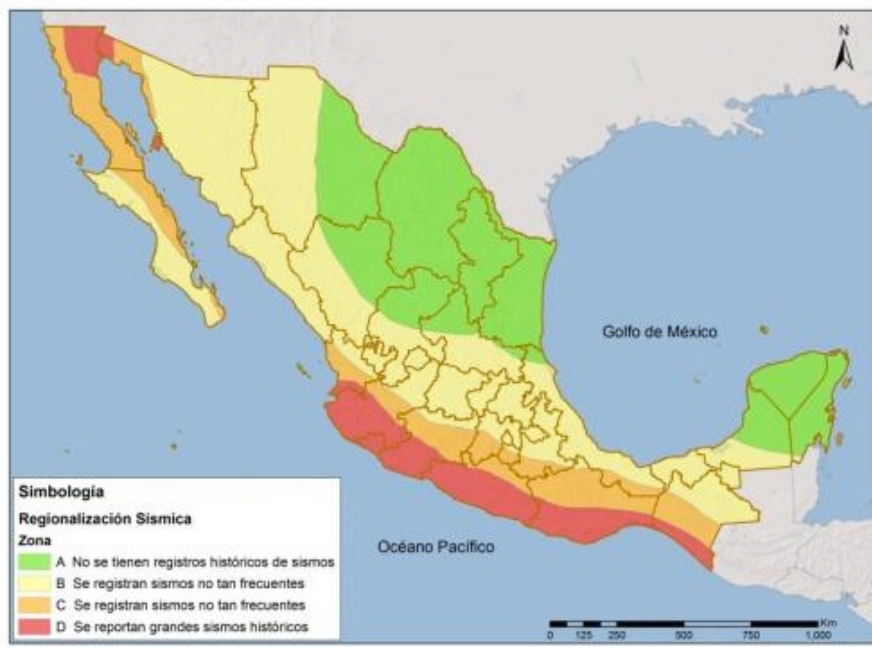 N
Golfo de México
Océano Pacífico
Simbología
Regionalización Sísmica
Zona
A No se tienen registros históricos de sismos
B Se registran sismos no tan frecuentes
C Se registran sismos no tan frecuentes
D Se reportan grandes sismos históricos
Km
0 125 250 500 750 1,000